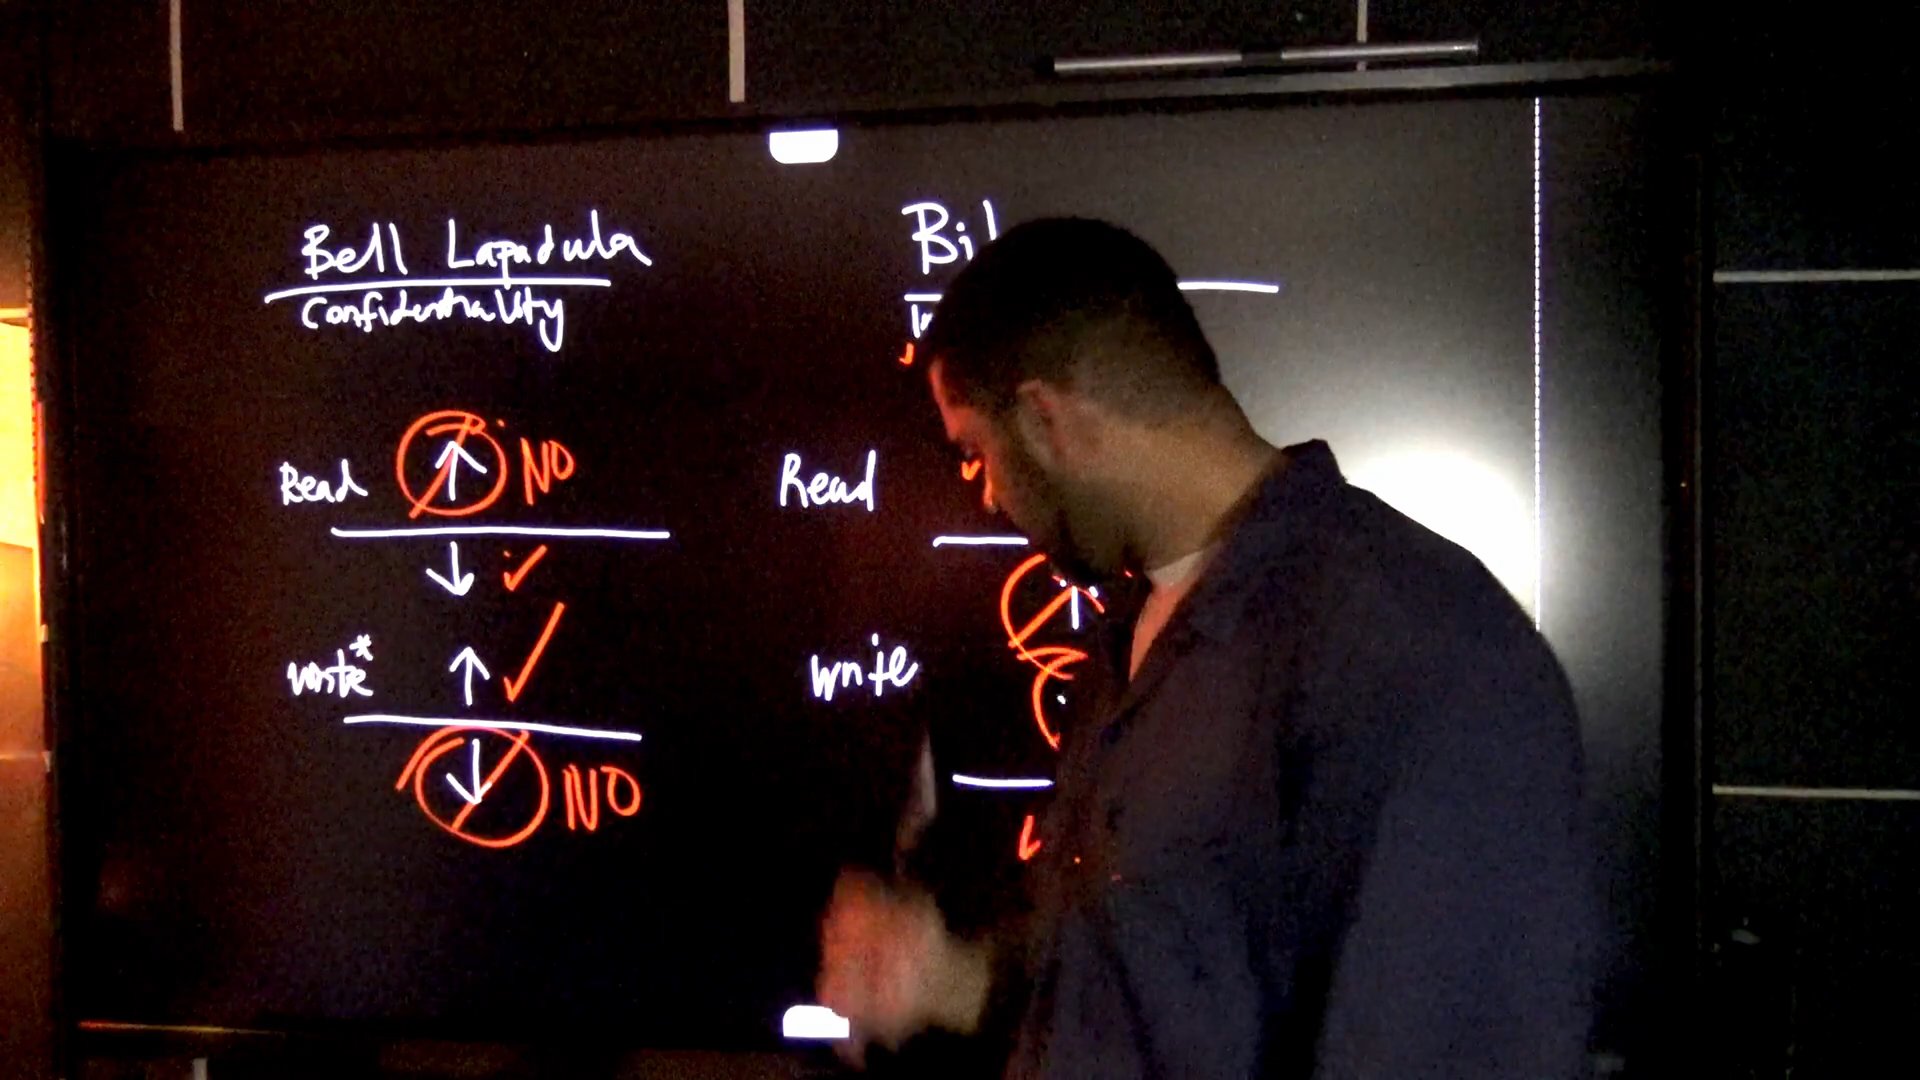 Bell Lapadula
Confidentiality
Read ↑ NO
↓ ✓
write* ↑ ✓
↓ NO
Read
write ↑